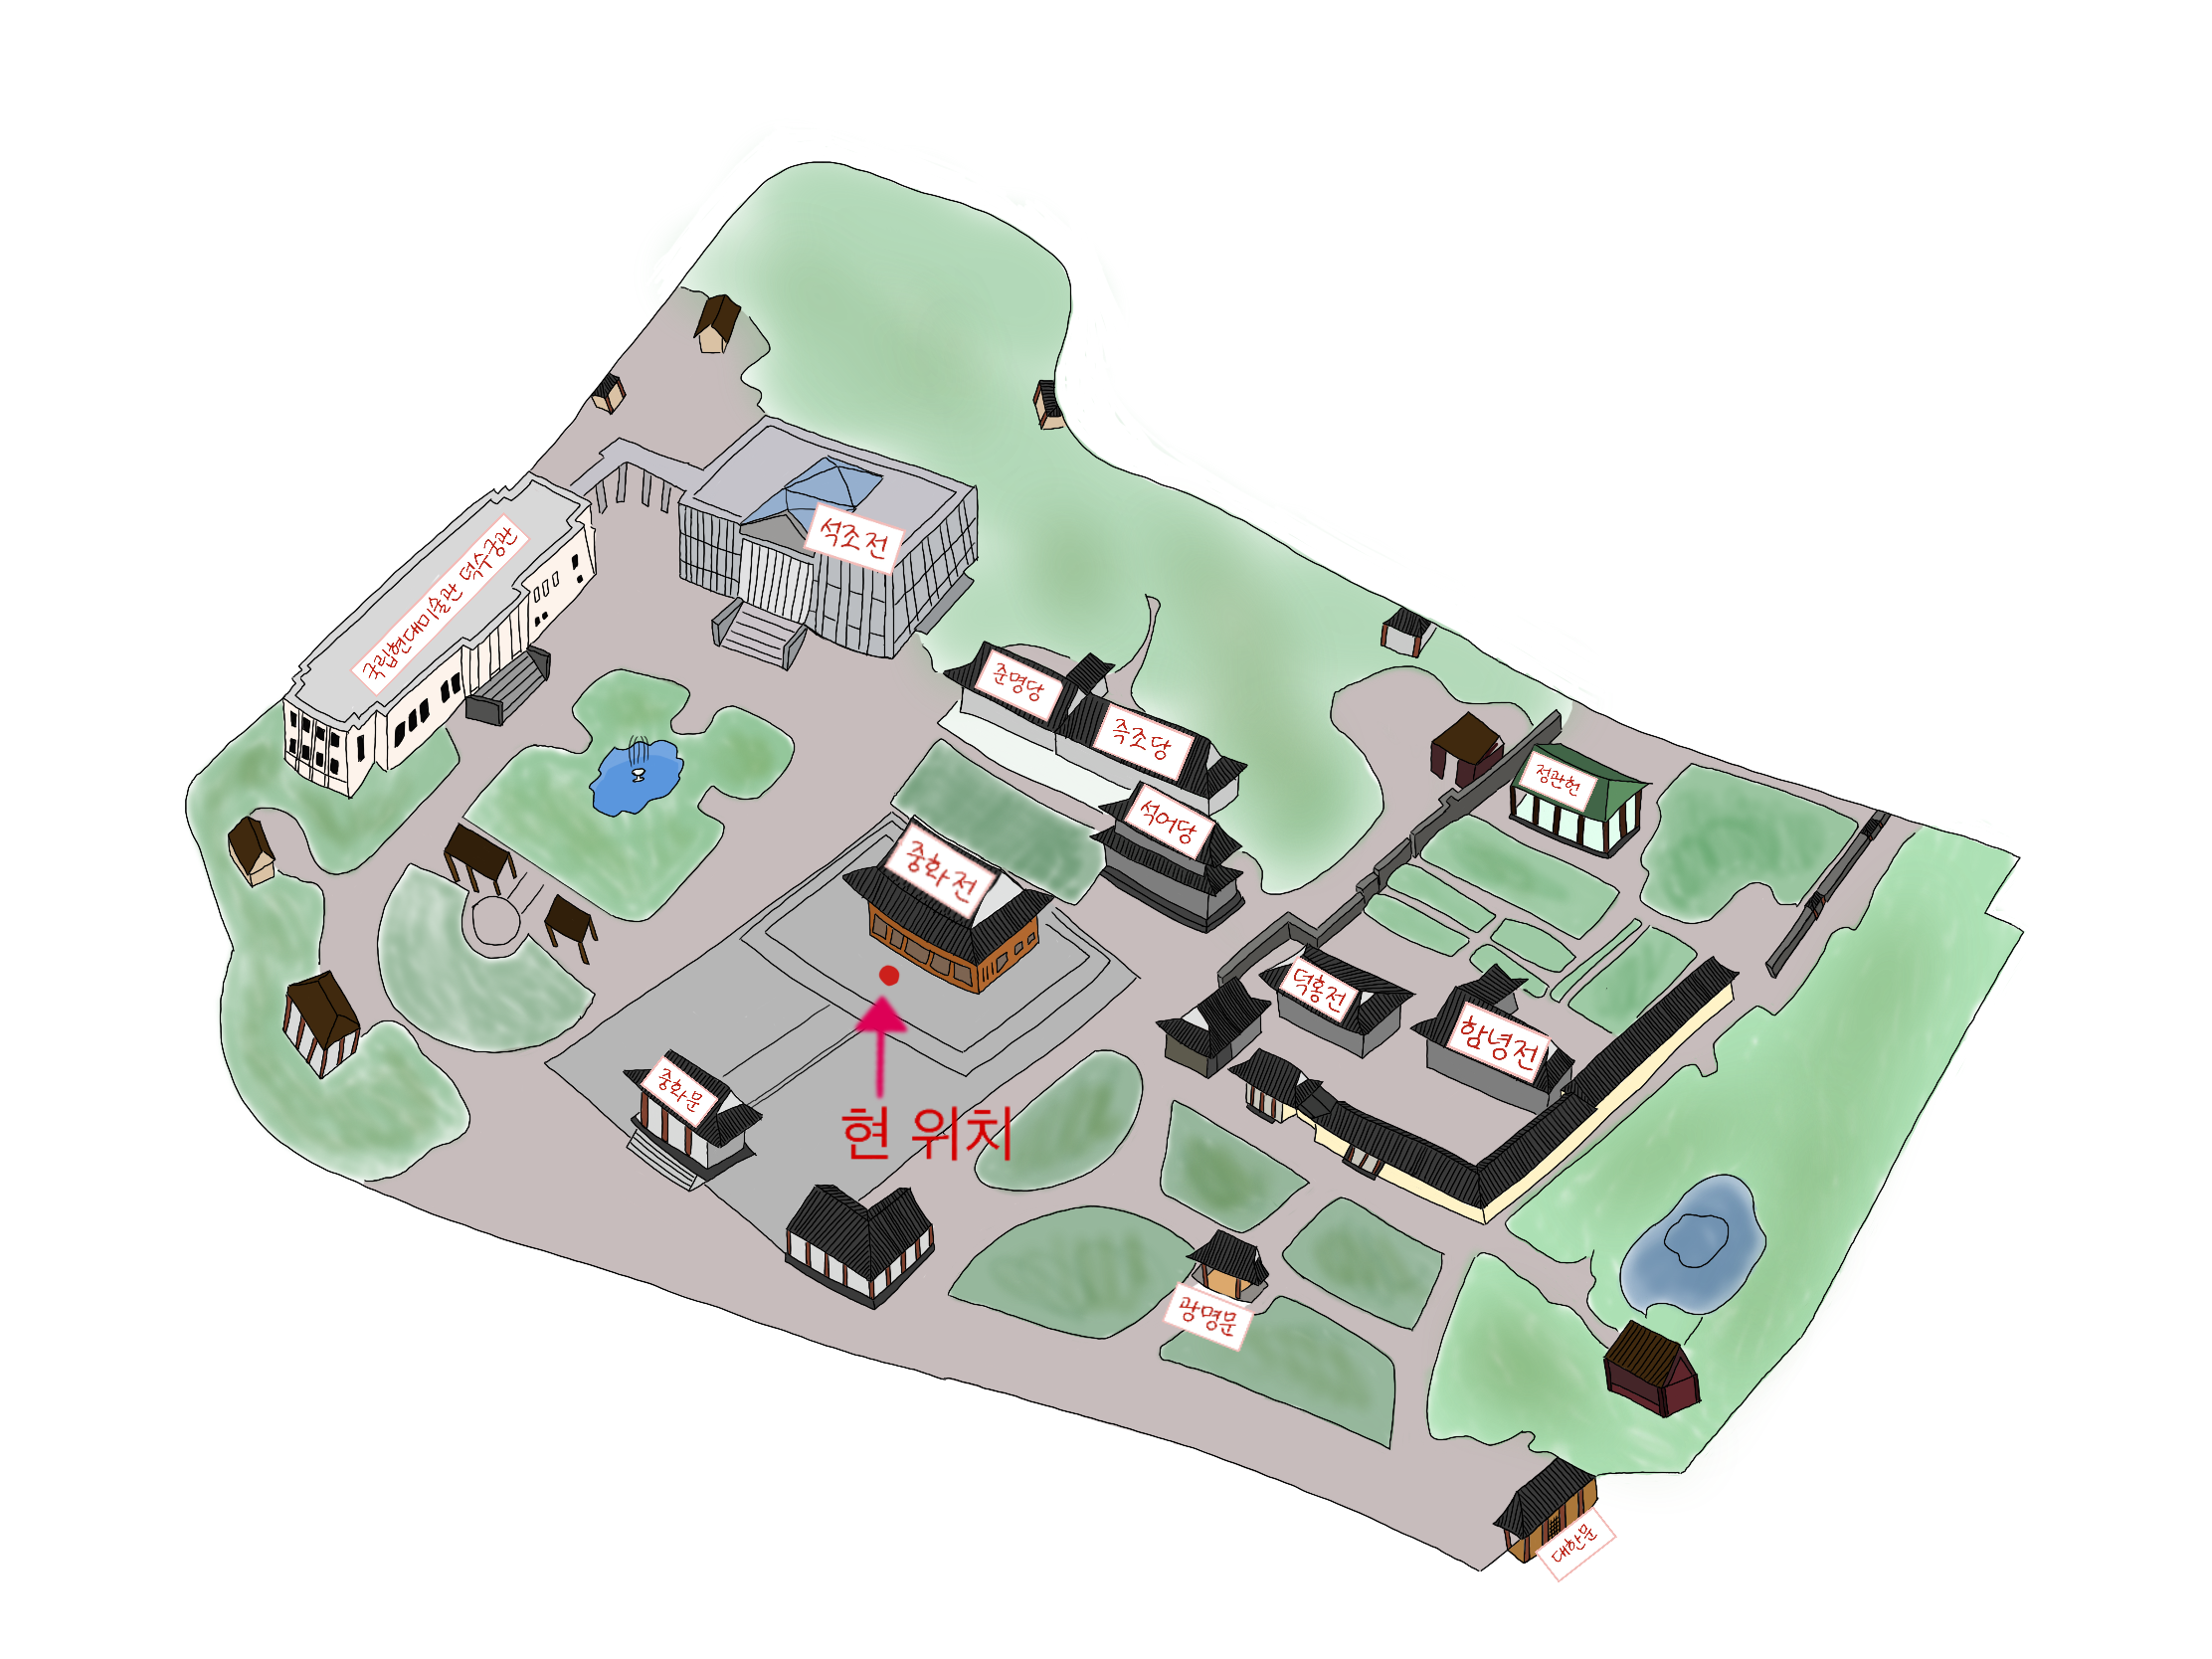 석조전
국립현대미술관 덕수궁관
준명당
즉조당
정관헌
석어당
중화전
덕홍전
함녕전
중화문
현 위치
광명문
대한문